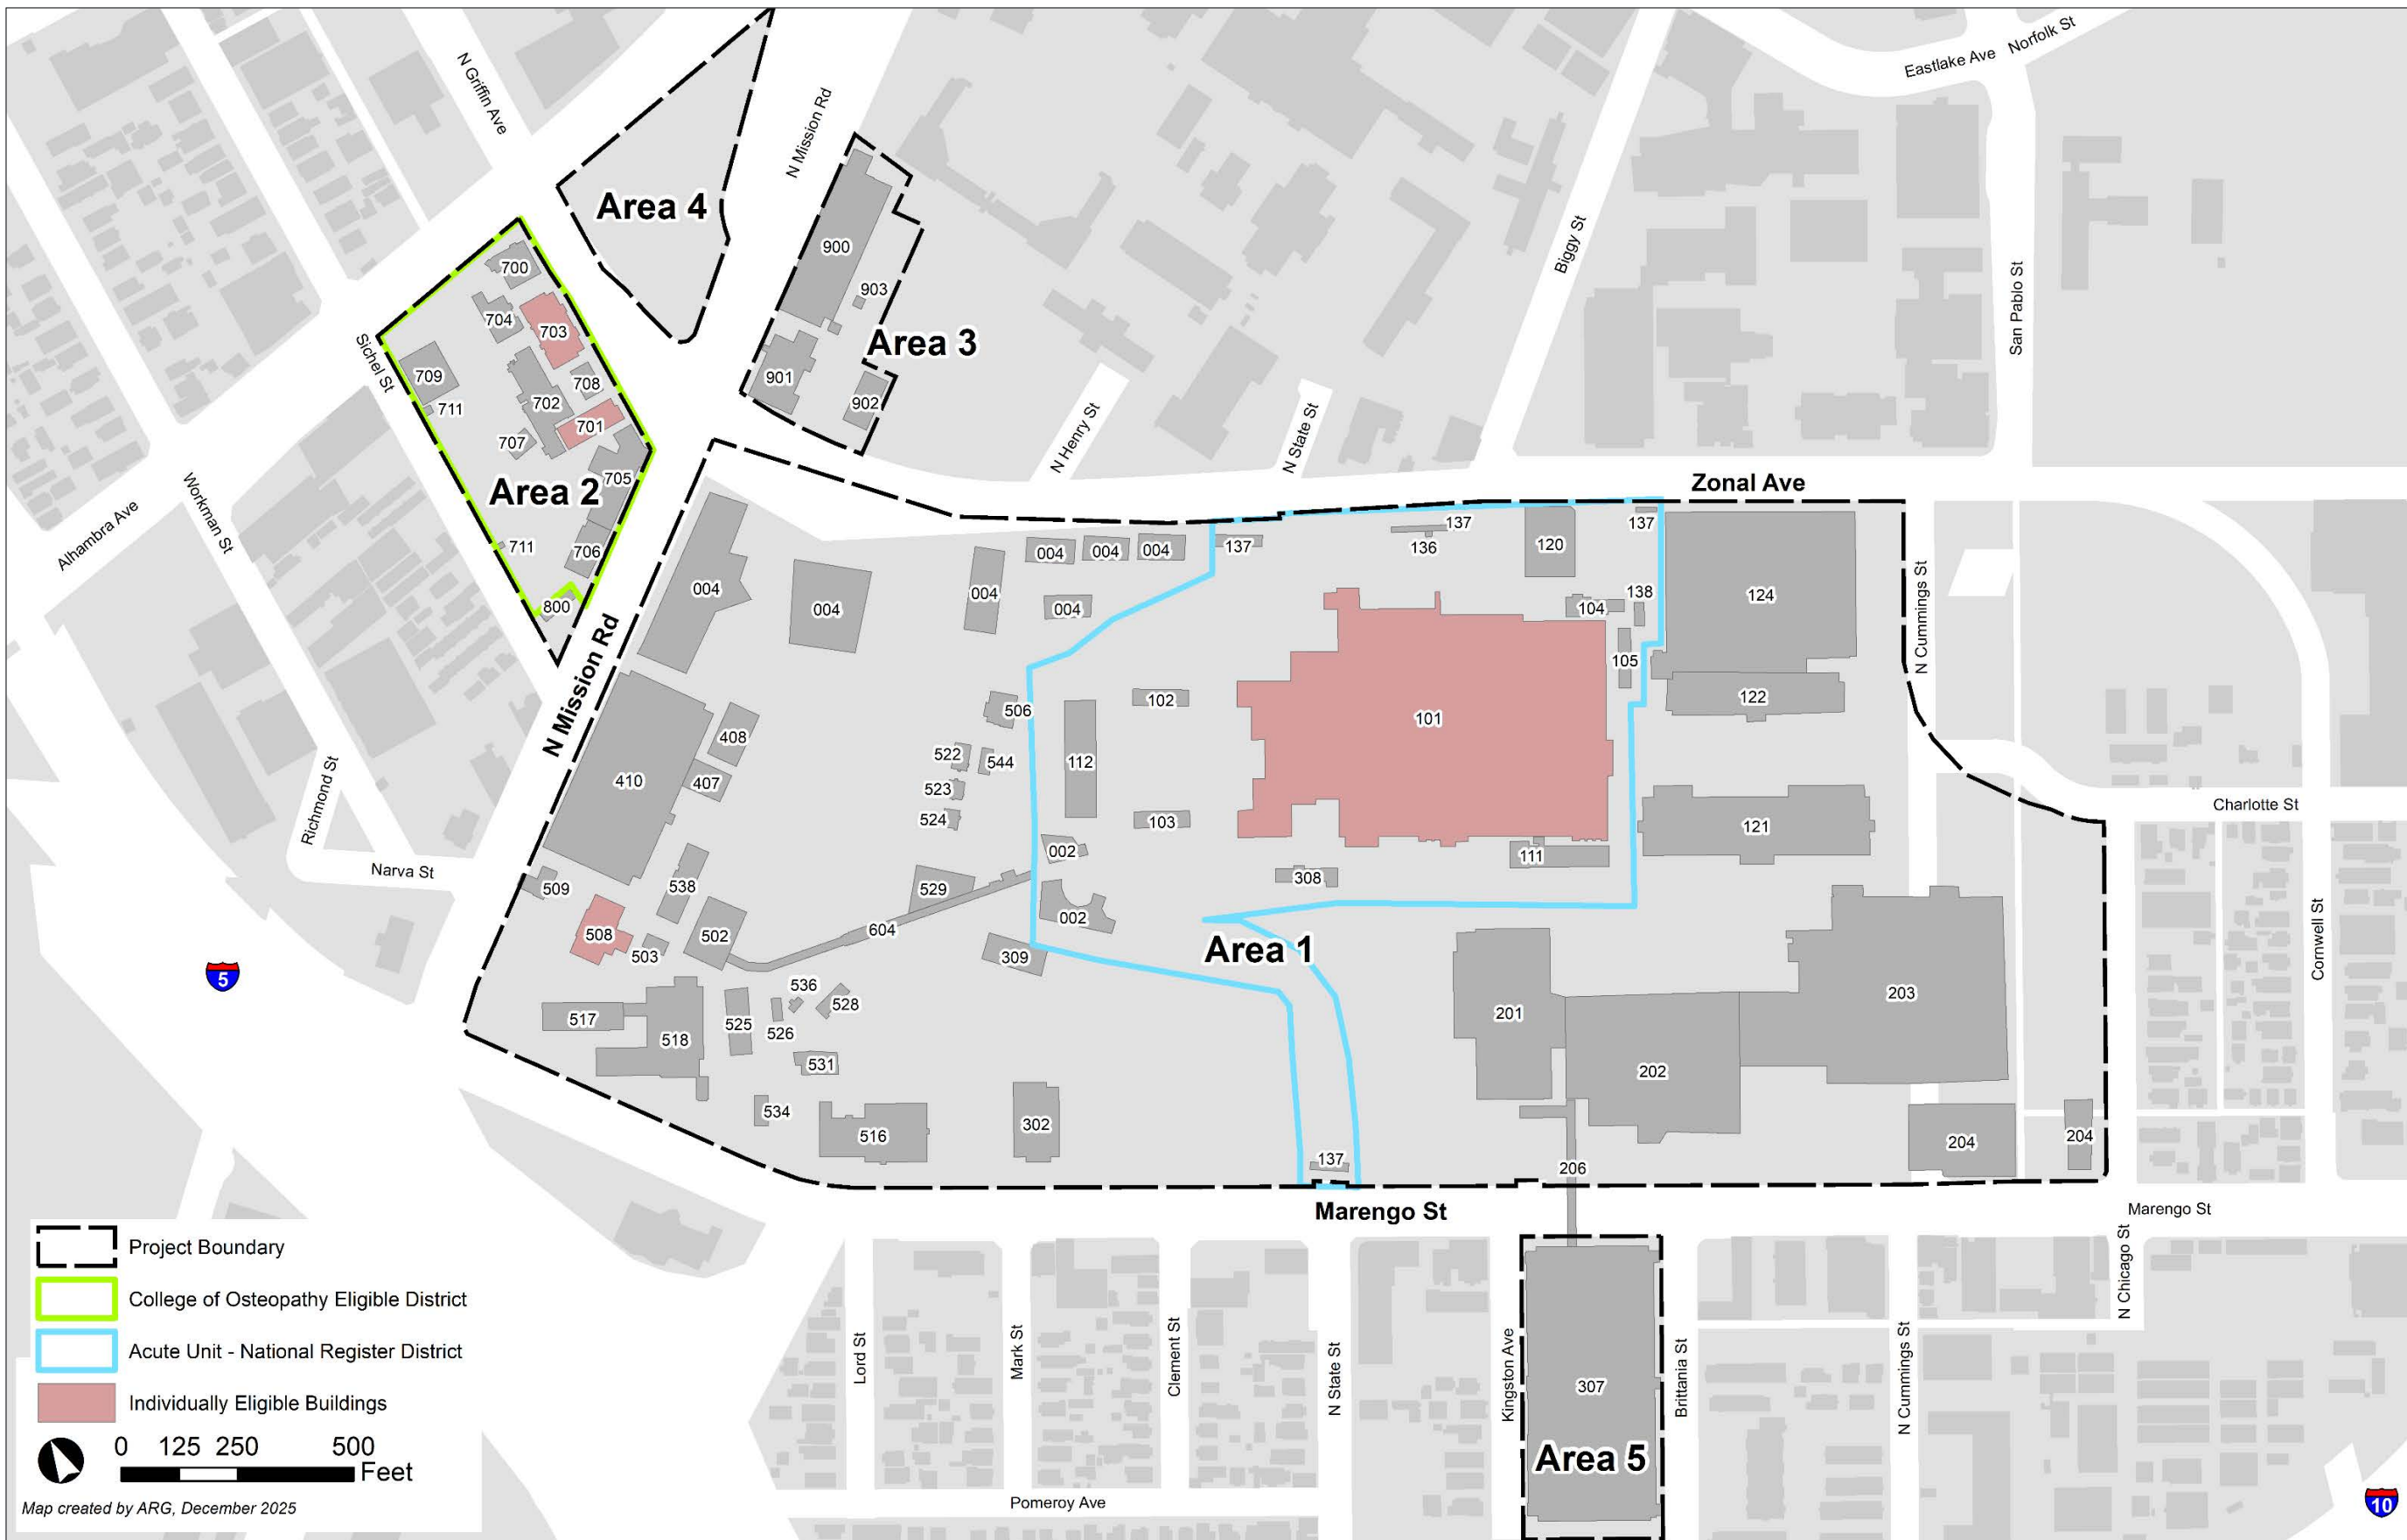 Eastlake Ave
Norfolk St
N Griffin Ave
N Mission Rd
Area 4
Biggy St
San Pablo St
900
700
903
704
703
Area 3
Sichel St
709
708
901
702
902
711
701
707
N Henry St
N State St
705
Zonal Ave
Area 2
Workman St
Alhambra Ave
711
706
137
137
137
136
120
004
004
004
004
004
004
004
800
138
104
124
N Cummings St
105
N Mission Rd
102
122
506
101
408
522
544
112
410
407
523
524
103
Charlotte St
Richmond St
121
002
111
Narva St
509
538
529
308
002
Cornwell St
508
502
604
Area 1
503
309
5
536
528
203
201
517
525
526
518
531
202
534
516
302
204
204
137
206
Marengo St
Marengo St
Project Boundary
College of Osteopathy Eligible District
Acute Unit - National Register District
Individually Eligible Buildings
0 125 250 500
Feet
Map created by ARG, December 2025
Lord St
Mark St
Clement St
N State St
Kingston Ave
Brittania St
N Cummings St
N Chicago St
307
Area 5
Pomeroy Ave
10